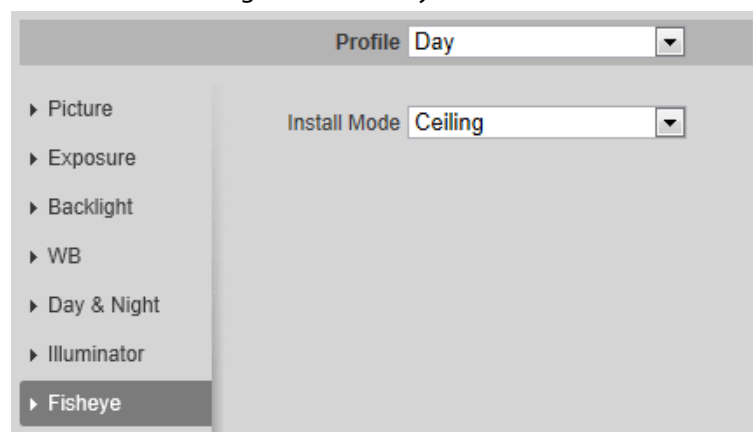 Profile Day
Picture
Install Mode Ceiling
Exposure
Backlight
WB
Day & Night
Illuminator
Fisheye